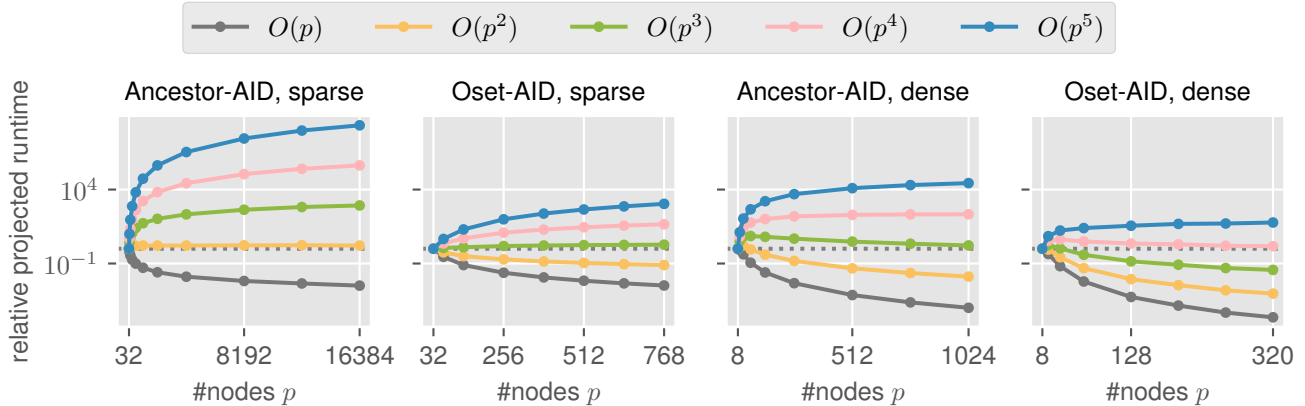 O(p) O(p²) O(p³) O(p⁴) O(p⁵)
Ancestor-AID, sparse Oset-AID, sparse Ancestor-AID, dense Oset-AID, dense
relative projected runtime
10⁴
10⁻¹
32 8192 16384 32 256 512 768 8 512 1024 8 128 320
#nodes p #nodes p #nodes p #nodes p